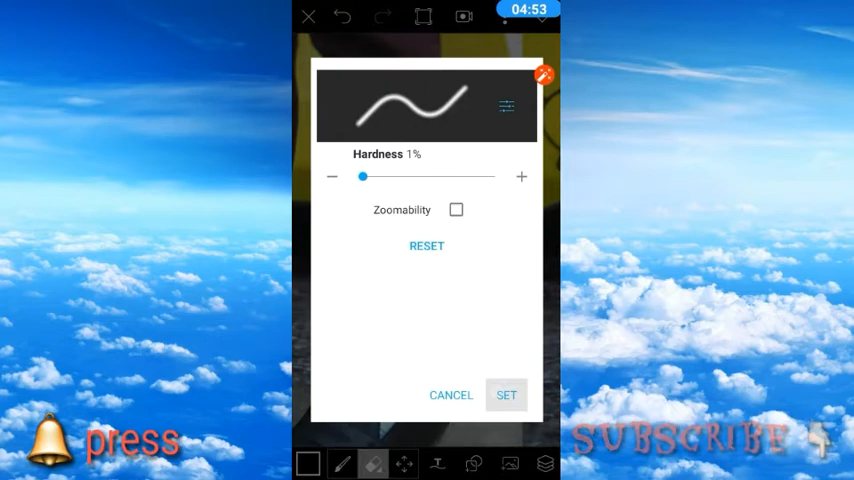 04:53
Hardness 1%
Zoomability
RESET
CANCEL SET
press
SUBSCRIBE